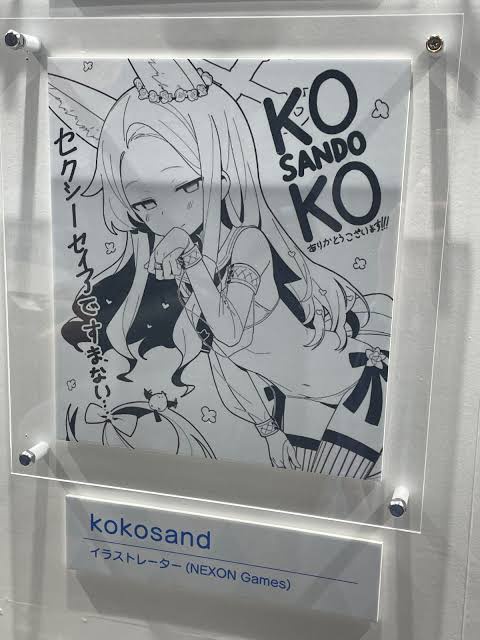 KO
SANDO
KO
ありがとうございます!!!
セクシーセイアですまない…
kokosand
イラストレーター (NEXON Games)